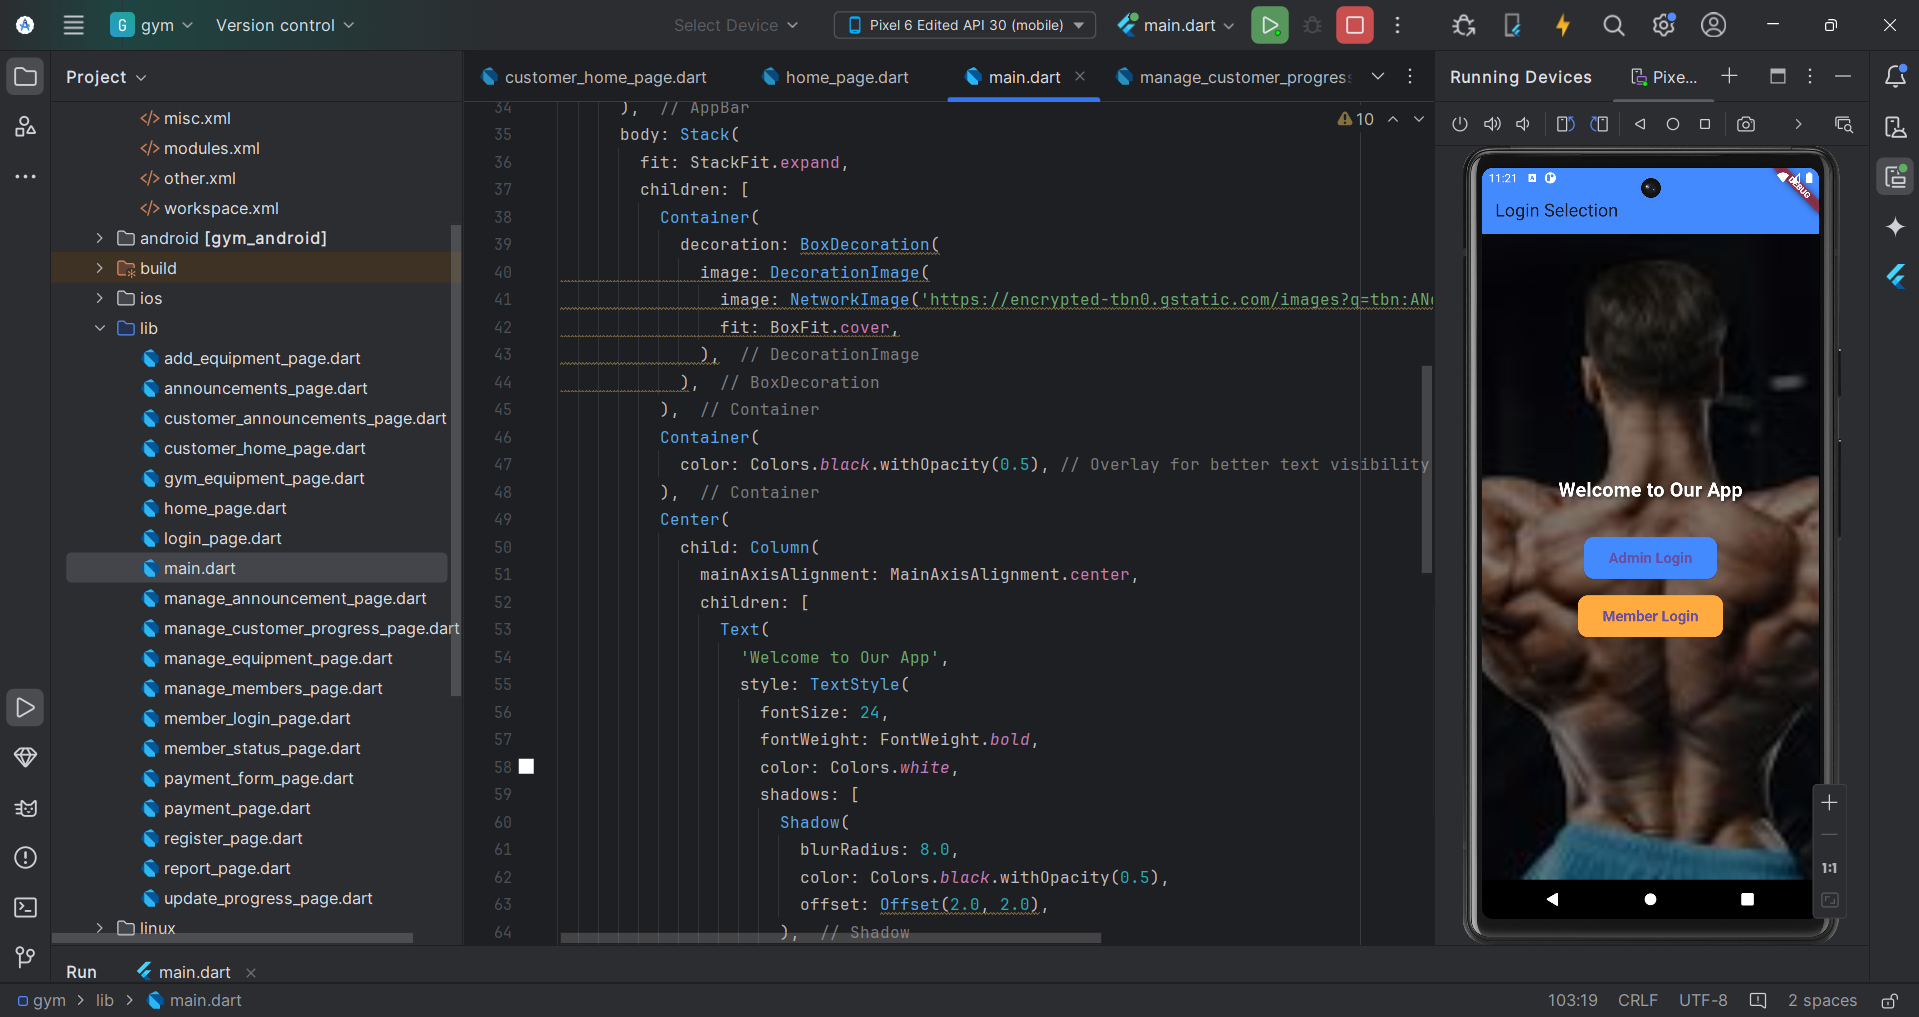 G gym Version control Select Device Pixel 6 Edited API 30 (mobile) main.dart
Project
misc.xml
modules.xml
other.xml
workspace.xml
android [gym_android]
build
ios
lib
add_equipment_page.dart
announcements_page.dart
customer_announcements_page.dart
customer_home_page.dart
gym_equipment_page.dart
home_page.dart
login_page.dart
main.dart
manage_announcement_page.dart
manage_customer_progress_page.dart
manage_equipment_page.dart
manage_members_page.dart
member_login_page.dart
member_status_page.dart
payment_form_page.dart
payment_page.dart
register_page.dart
report_page.dart
update_progress_page.dart
linux
customer_home_page.dart home_page.dart main.dart manage_customer_progres
10
34 ), // AppBar
35 body: Stack(
36 fit: StackFit.expand,
37 children: [
38 Container(
39 decoration: BoxDecoration(
40 image: DecorationImage(
41 image: NetworkImage('https://encrypted-tbn0.gstatic.com/images?q=tbn:AN
42 fit: BoxFit.cover,
43 ), // DecorationImage
44 ), // BoxDecoration
45 ), // Container
46 Container(
47 color: Colors.black.withOpacity(0.5), // Overlay for better text visibility
48 ), // Container
49 Center(
50 child: Column(
51 mainAxisAlignment: MainAxisAlignment.center,
52 children: [
53 Text(
54 'Welcome to Our App',
55 style: TextStyle(
56 fontSize: 24,
57 fontWeight: FontWeight.bold,
58 color: Colors.white,
59 shadows: [
60 Shadow(
61 blurRadius: 8.0,
62 color: Colors.black.withOpacity(0.5),
63 offset: Offset(2.0, 2.0),
64 ), // Shadow
Running Devices Pixe...
11:21
DEBUG
Login Selection
Welcome to Our App
Admin Login
Member Login
1:1
Run main.dart
gym > lib > main.dart
103:19 CRLF UTF-8 2 spaces